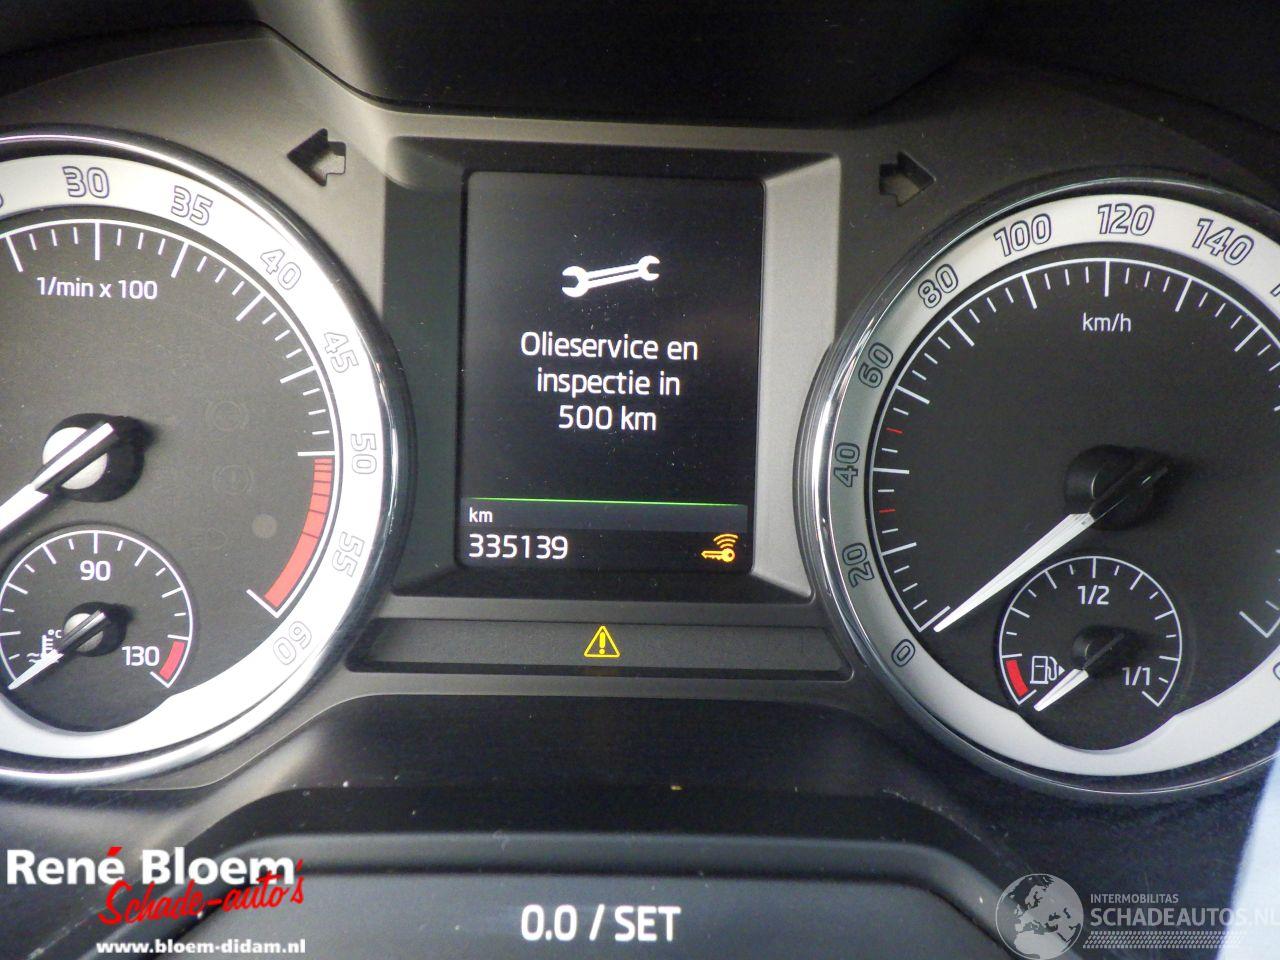 30
35
40
45
50
55
60
1/min x 100
90
130
°C
Olieservice en
inspectie in
500 km
km
335139
0
20
40
60
80
100
120
140
km/h
1/2
1/1
0.0 / SET
René Bloem
Schade-auto's
www.bloem-didam.nl
INTERMOBILITAS
SCHADEAUTOS.NL